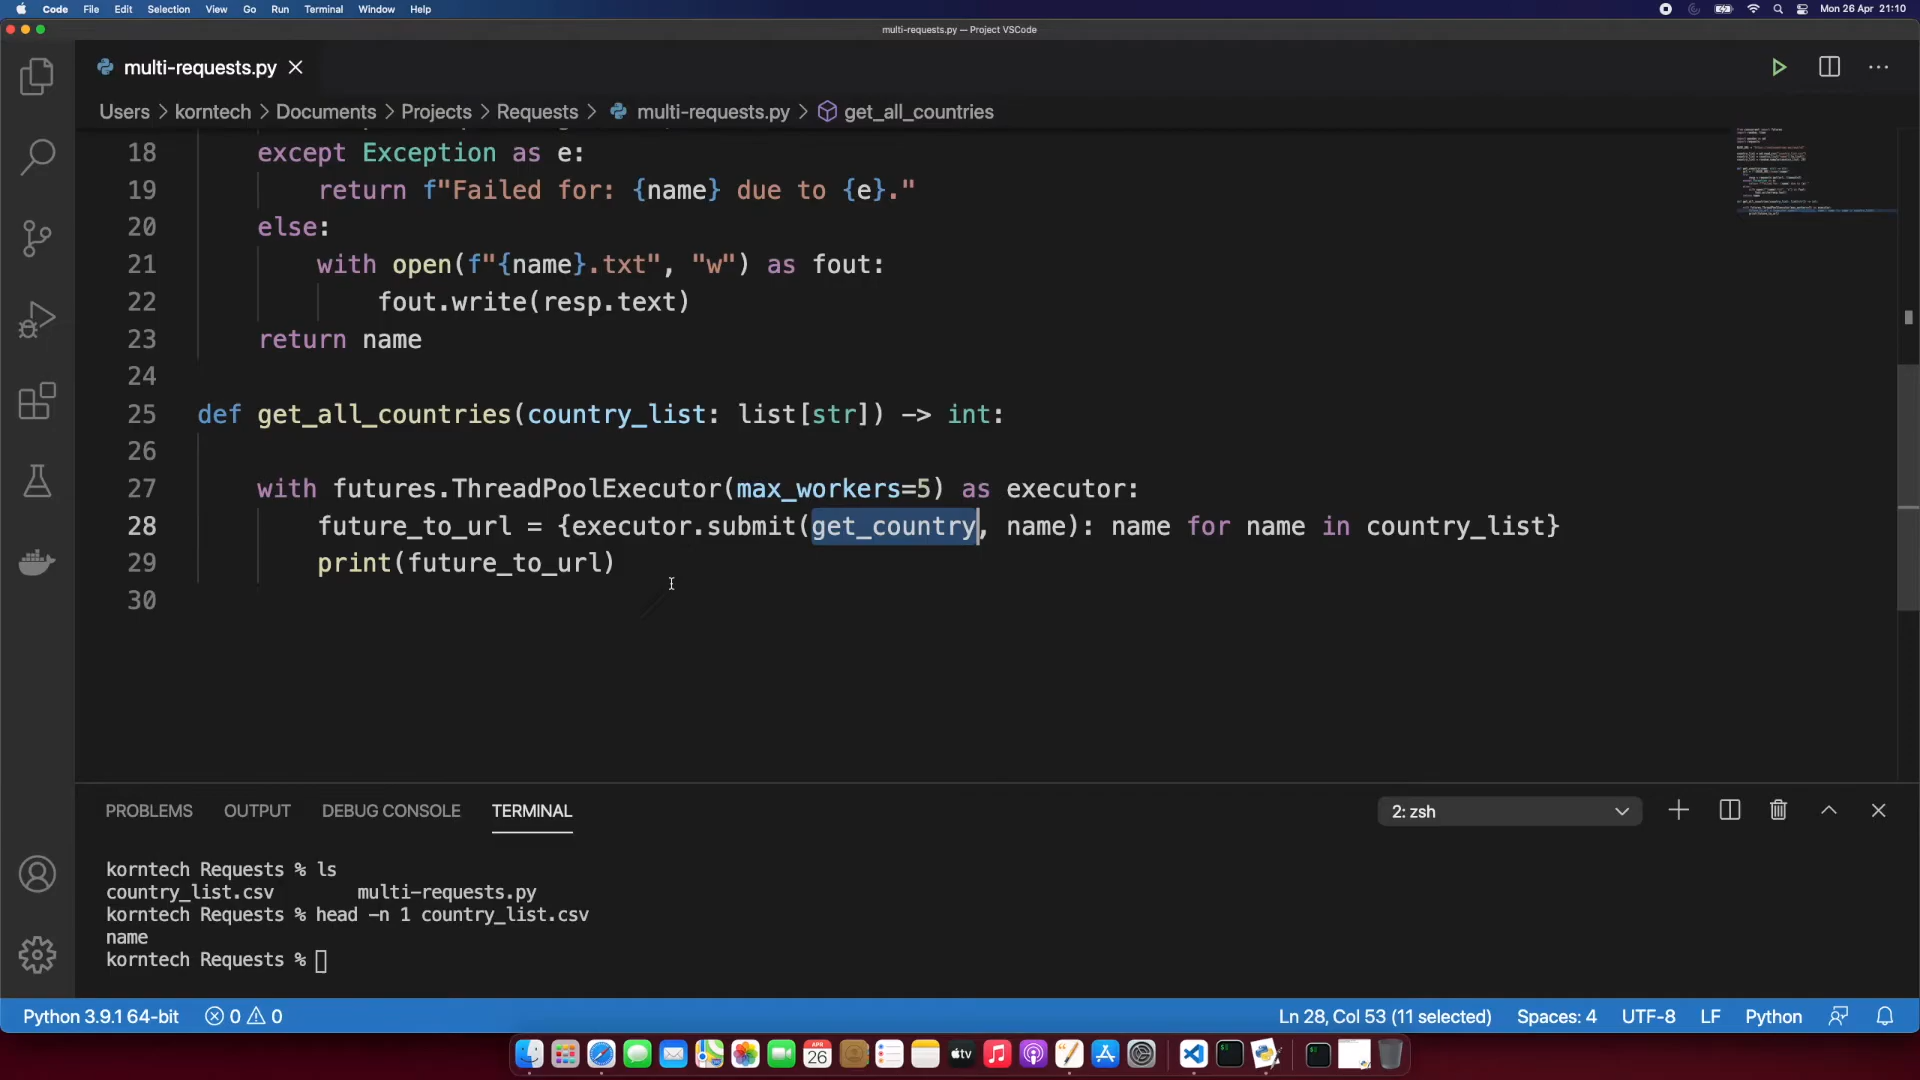 Code File Edit Selection View Go Run Terminal Window Help Mon 26 Apr 21:10
multi-requests.py — Project VSCode
multi-requests.py
Users > korntech > Documents > Projects > Requests > multi-requests.py > get_all_countries
18 except Exception as e:
19 return f"Failed for: {name} due to {e}."
20 else:
21 with open(f"{name}.txt", "w") as fout:
22 fout.write(resp.text)
23 return name
24
25 def get_all_countries(country_list: list[str]) -> int:
26
27 with futures.ThreadPoolExecutor(max_workers=5) as executor:
28 future_to_url = {executor.submit(get_country, name): name for name in country_list}
29 print(future_to_url)
30
PROBLEMS OUTPUT DEBUG CONSOLE TERMINAL 2: zsh
korntech Requests % ls
country_list.csv multi-requests.py
korntech Requests % head -n 1 country_list.csv
name
korntech Requests %
Python 3.9.1 64-bit 0 0 Ln 28, Col 53 (11 selected) Spaces: 4 UTF-8 LF Python
APR
26
tv